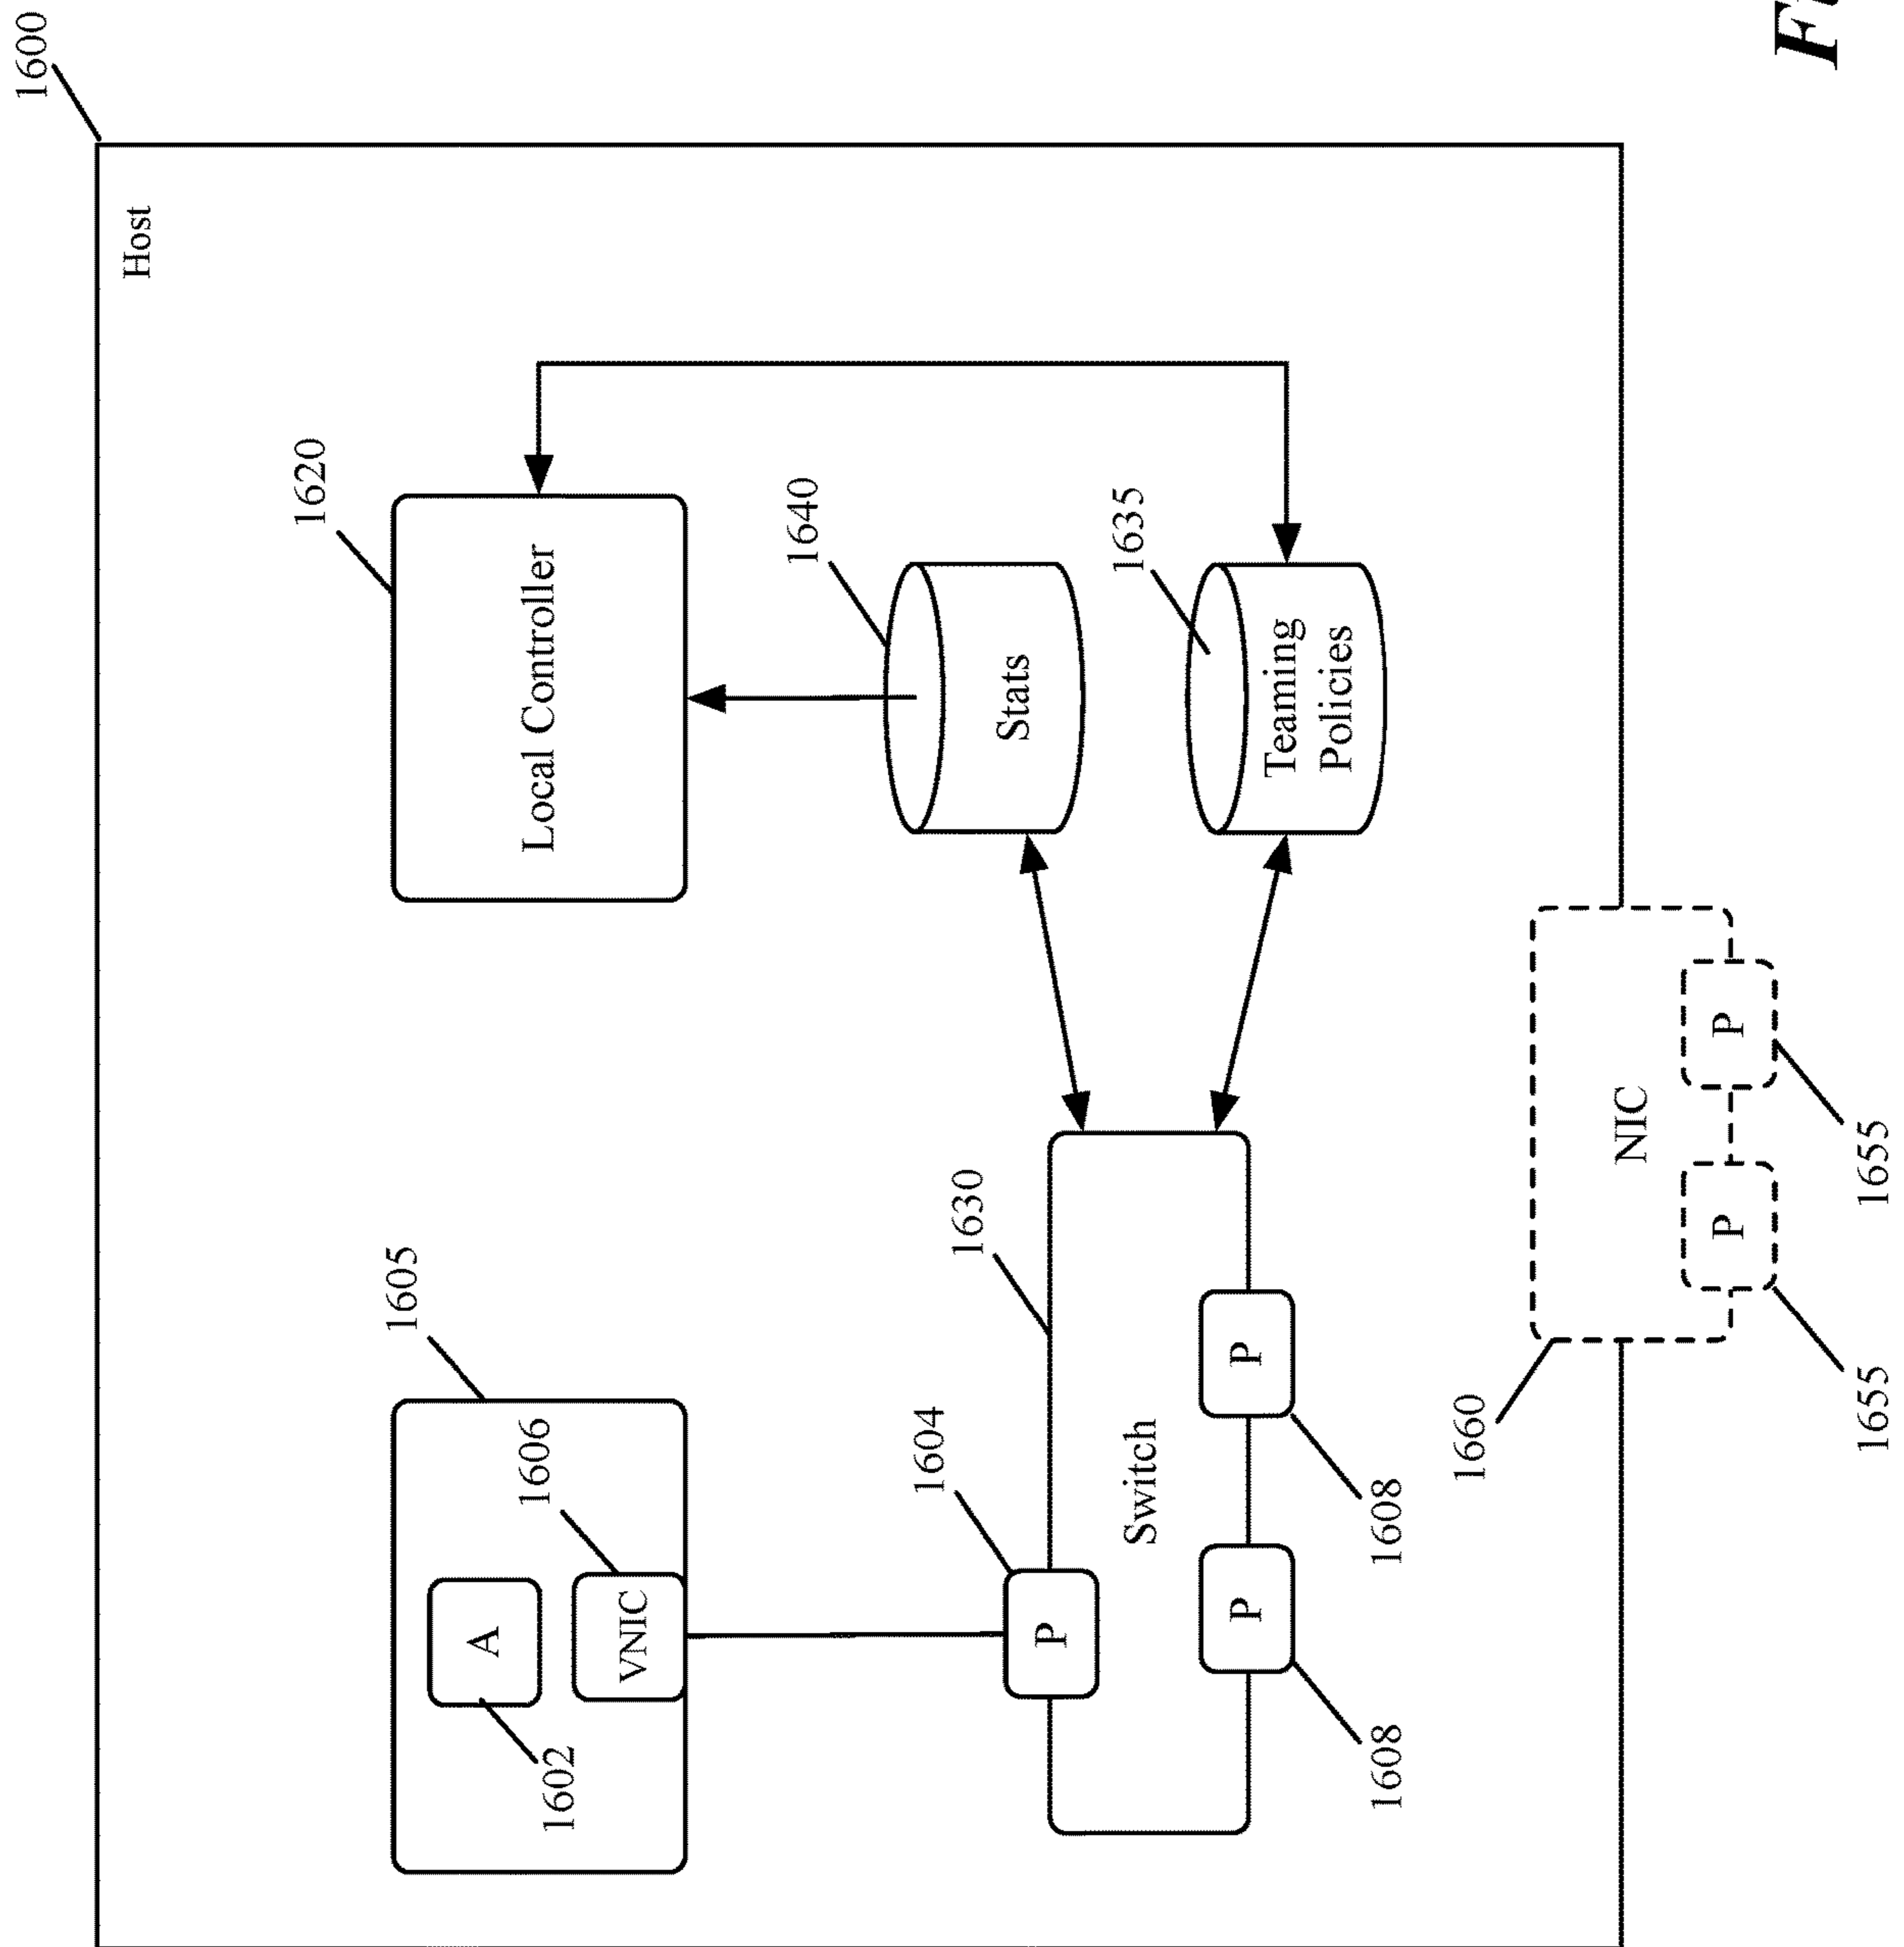 1600
Host
1620
1605
A
1606
Local Controller
1602
VNIC
1640
1604
1630
Stats
P
1635
Switch
P
P
Teaming
Policies
1608
1608
1660
NIC
P
P
1655
1655